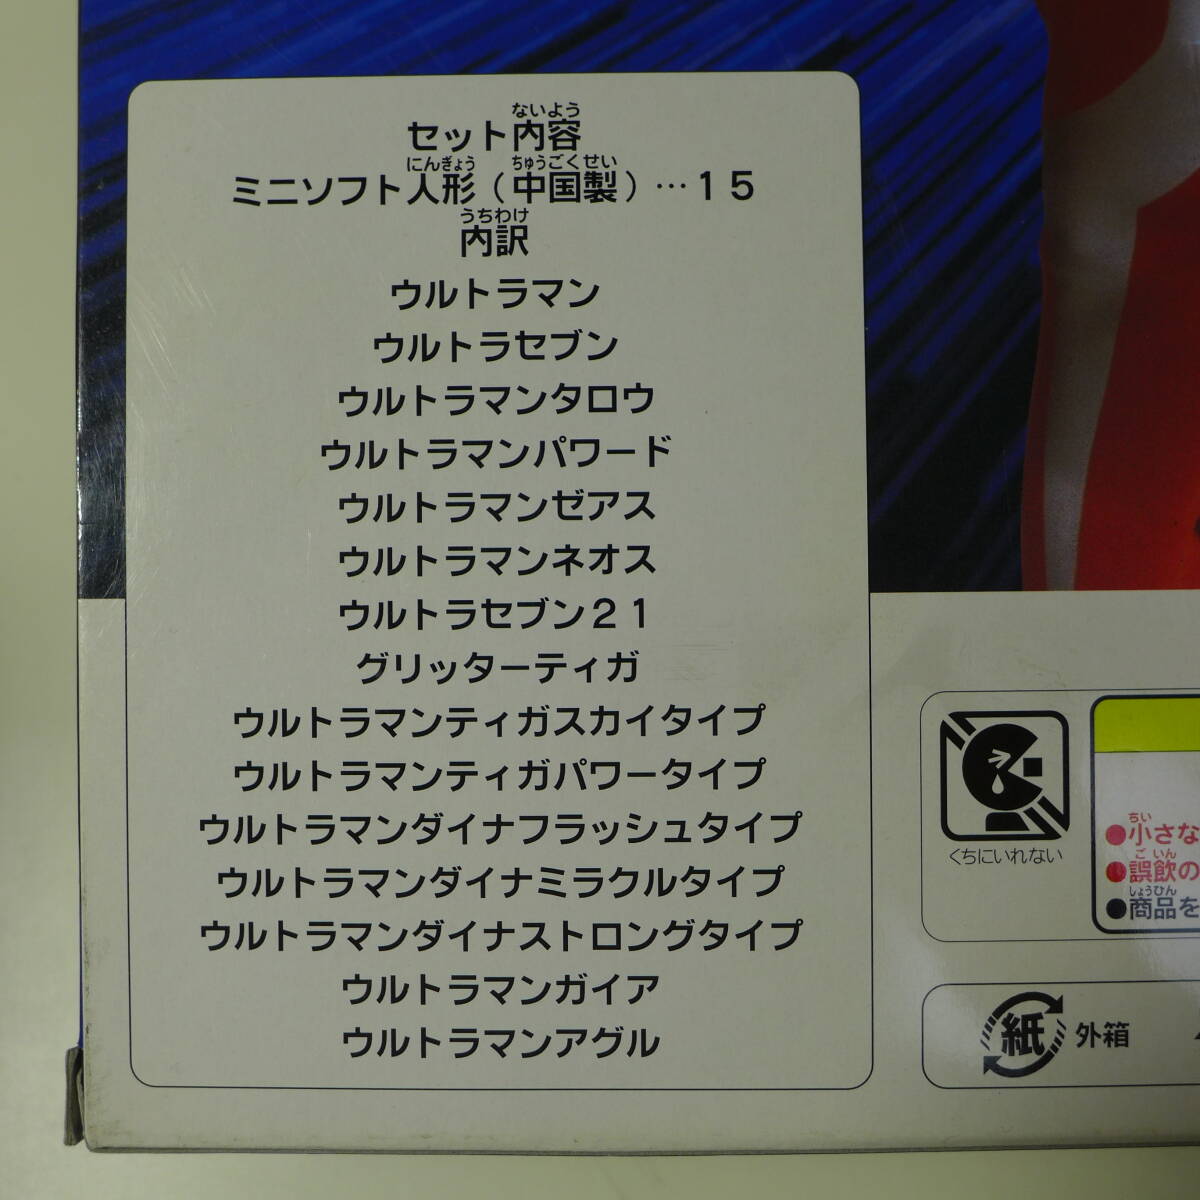 セット内容
ないよう
ミニソフト人形(中国製)…15
にんぎょう ちゅうごくせい
内訳
うちわけ
ウルトラマン
ウルトラセブン
ウルトラマンタロウ
ウルトラマンパワード
ウルトラマンゼアス
ウルトラマンネオス
ウルトラセブン21
グリッターティガ
ウルトラマンティガスカイタイプ
ウルトラマンティガパワータイプ
ウルトラマンダイナフラッシュタイプ
ウルトラマンダイナミラクルタイプ
ウルトラマンダイナストロングタイプ
ウルトラマンガイア
ウルトラマンアグル
くちにいれない
ちい
●小さな
ごいん
●誤飲の
しょうひん
●商品を
紙 外箱